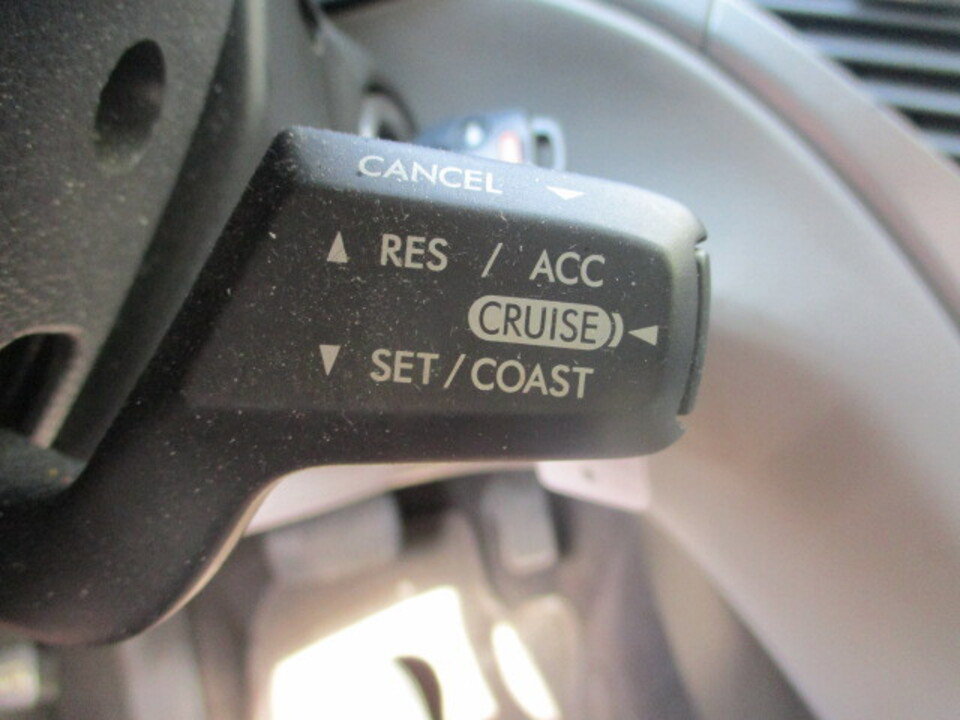 CANCEL
RES / ACC
CRUISE
SET/COAST